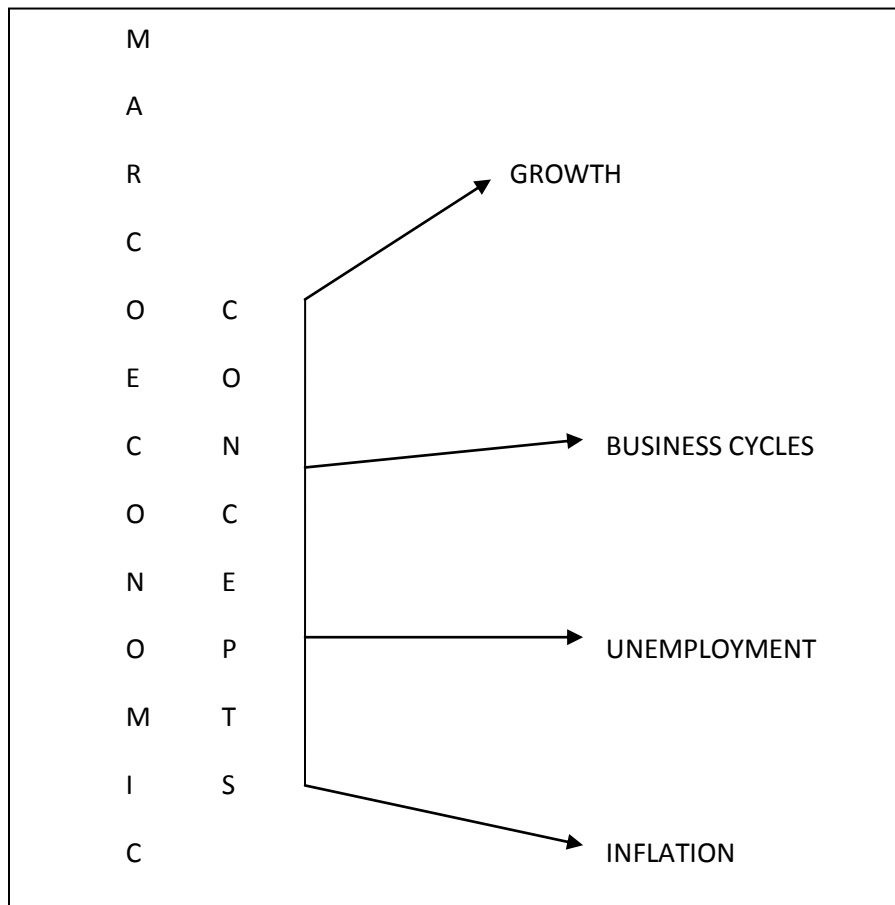 MARCOECONOMIC
CONCEPTS
GROWTH
BUSINESS CYCLES
UNEMPLOYMENT
INFLATION